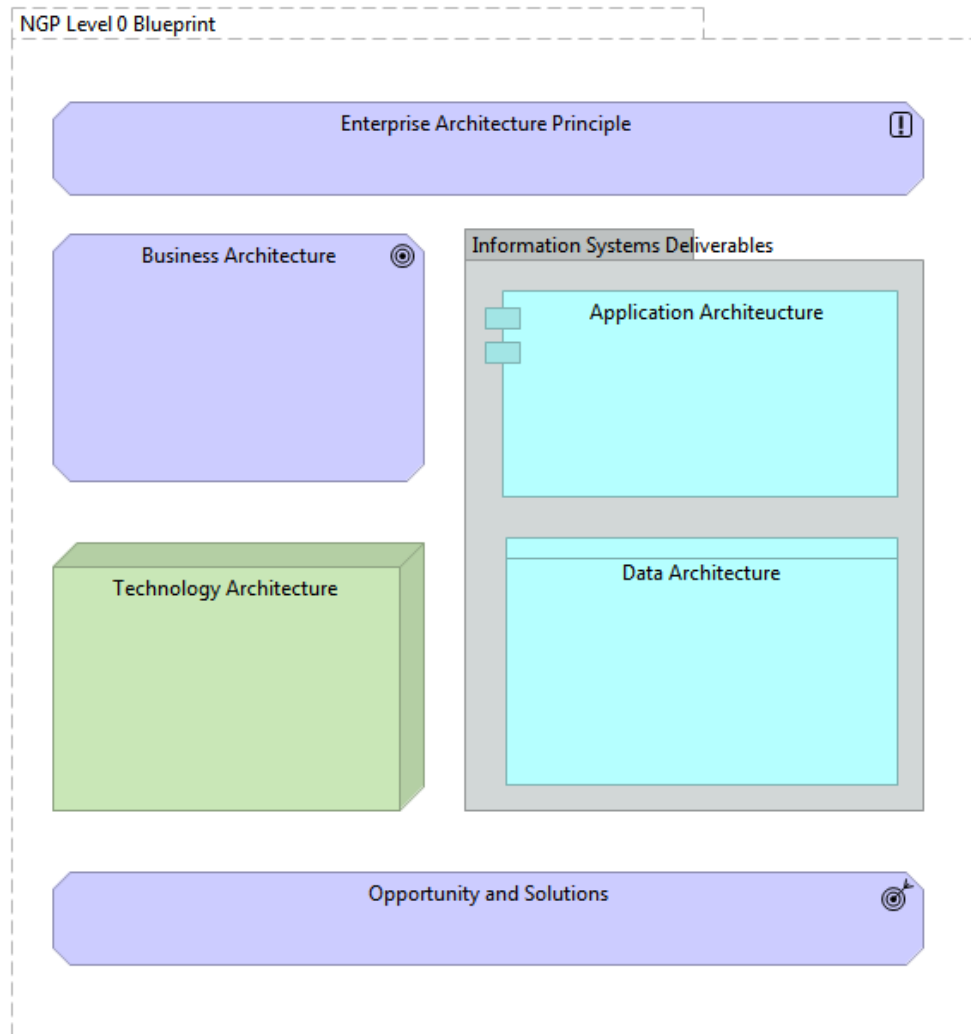 NGP Level 0 Blueprint
Enterprise Architecture Principle
Business Architecture
Information Systems Deliverables
Application Architeucture
Technology Architecture
Data Architecture
Opportunity and Solutions